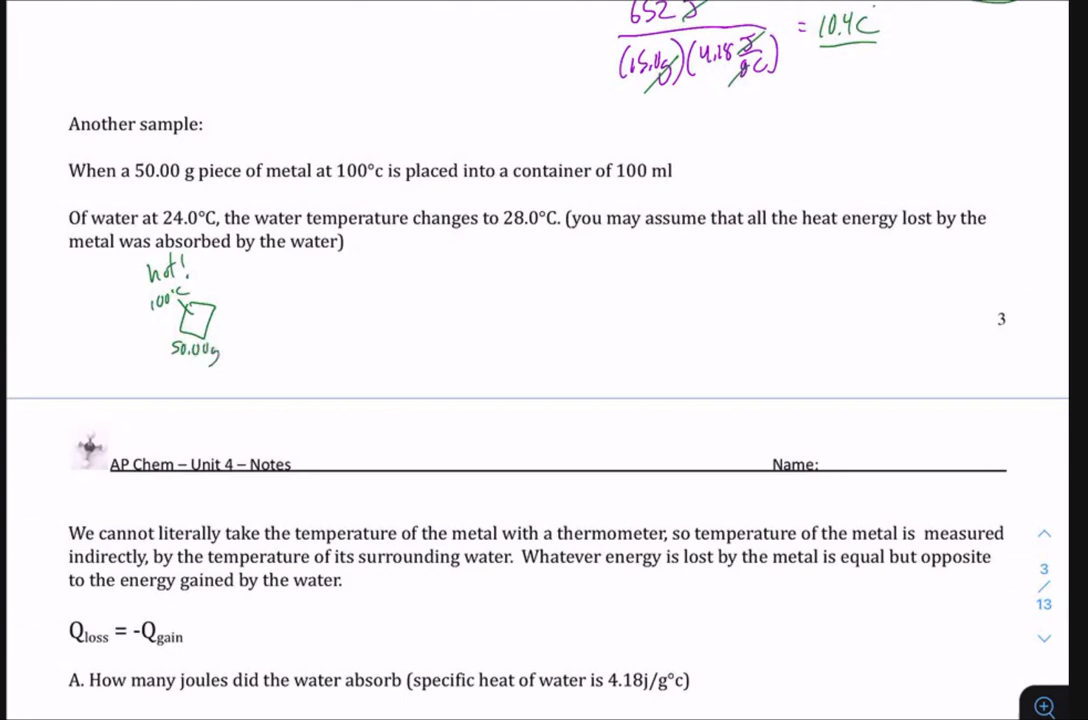 652 J
(15.0g)(4.18 J/g°C) = 10.4°C
Another sample:
When a 50.00 g piece of metal at 100°c is placed into a container of 100 ml
Of water at 24.0°C, the water temperature changes to 28.0°C. (you may assume that all the heat energy lost by the
metal was absorbed by the water)
hot!
100°C
50.00g
3
AP Chem – Unit 4 – Notes
Name:
We cannot literally take the temperature of the metal with a thermometer, so temperature of the metal is measured
indirectly, by the temperature of its surrounding water. Whatever energy is lost by the metal is equal but opposite
to the energy gained by the water.
3
/
13
Qloss = -Qgain
A. How many joules did the water absorb (specific heat of water is 4.18j/g°c)